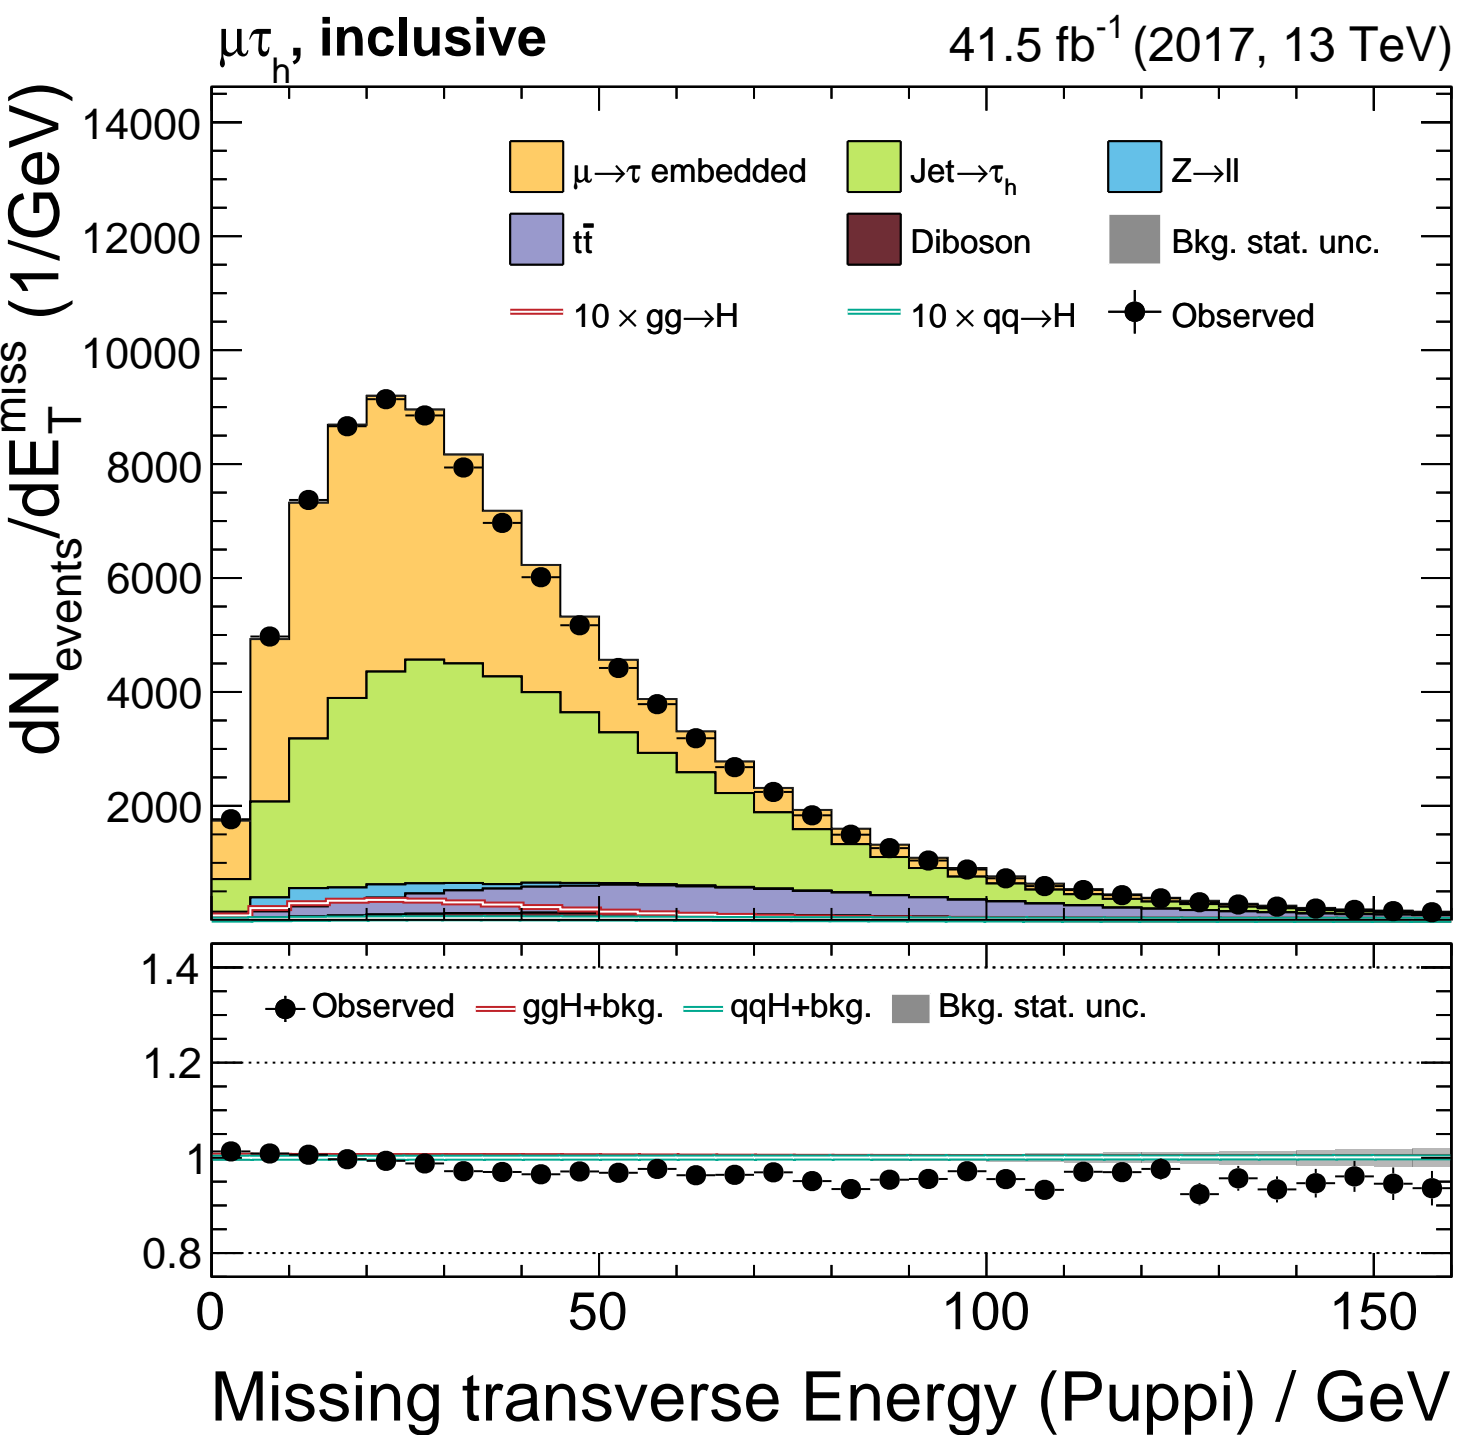 μτh, inclusive
41.5 fb-1 (2017, 13 TeV)
dNevents/dETmiss (1/GeV)
14000
12000
10000
8000
6000
4000
2000
μ→τ embedded
Jet→τh
Z→ll
tt̄
Diboson
Bkg. stat. unc.
10 × gg→H
10 × qq→H
Observed
1.4
1.2
1
0.8
Observed
ggH+bkg.
qqH+bkg.
Bkg. stat. unc.
0
50
100
150
Missing transverse Energy (Puppi) / GeV